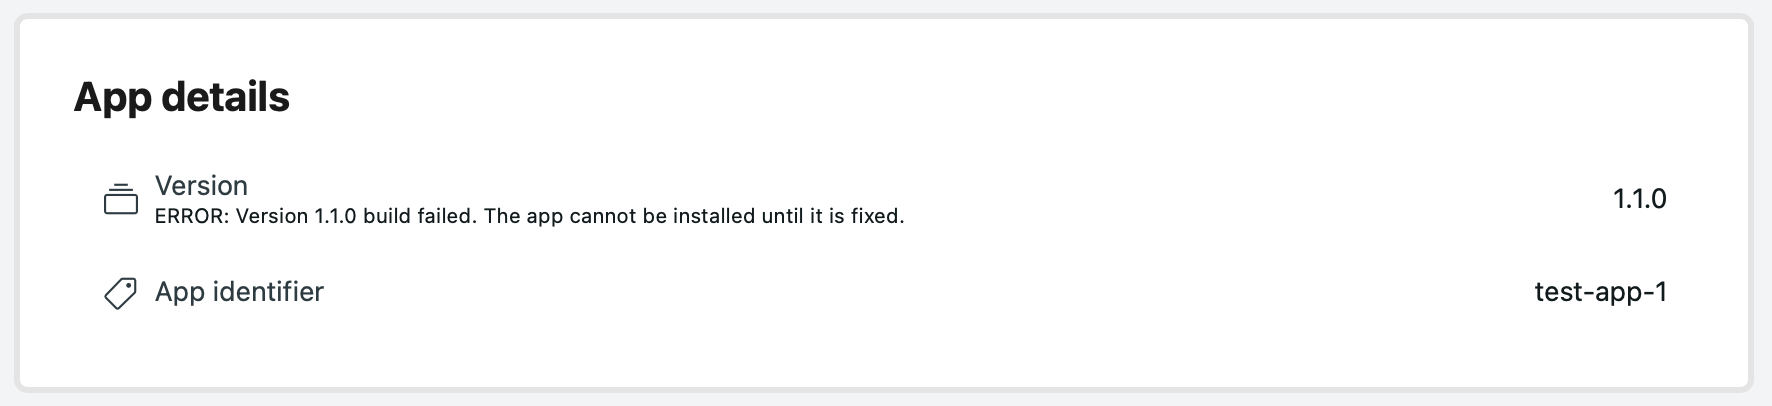 App details
Version
1.1.0
ERROR: Version 1.1.0 build failed. The app cannot be installed until it is fixed.
App identifier
test-app-1